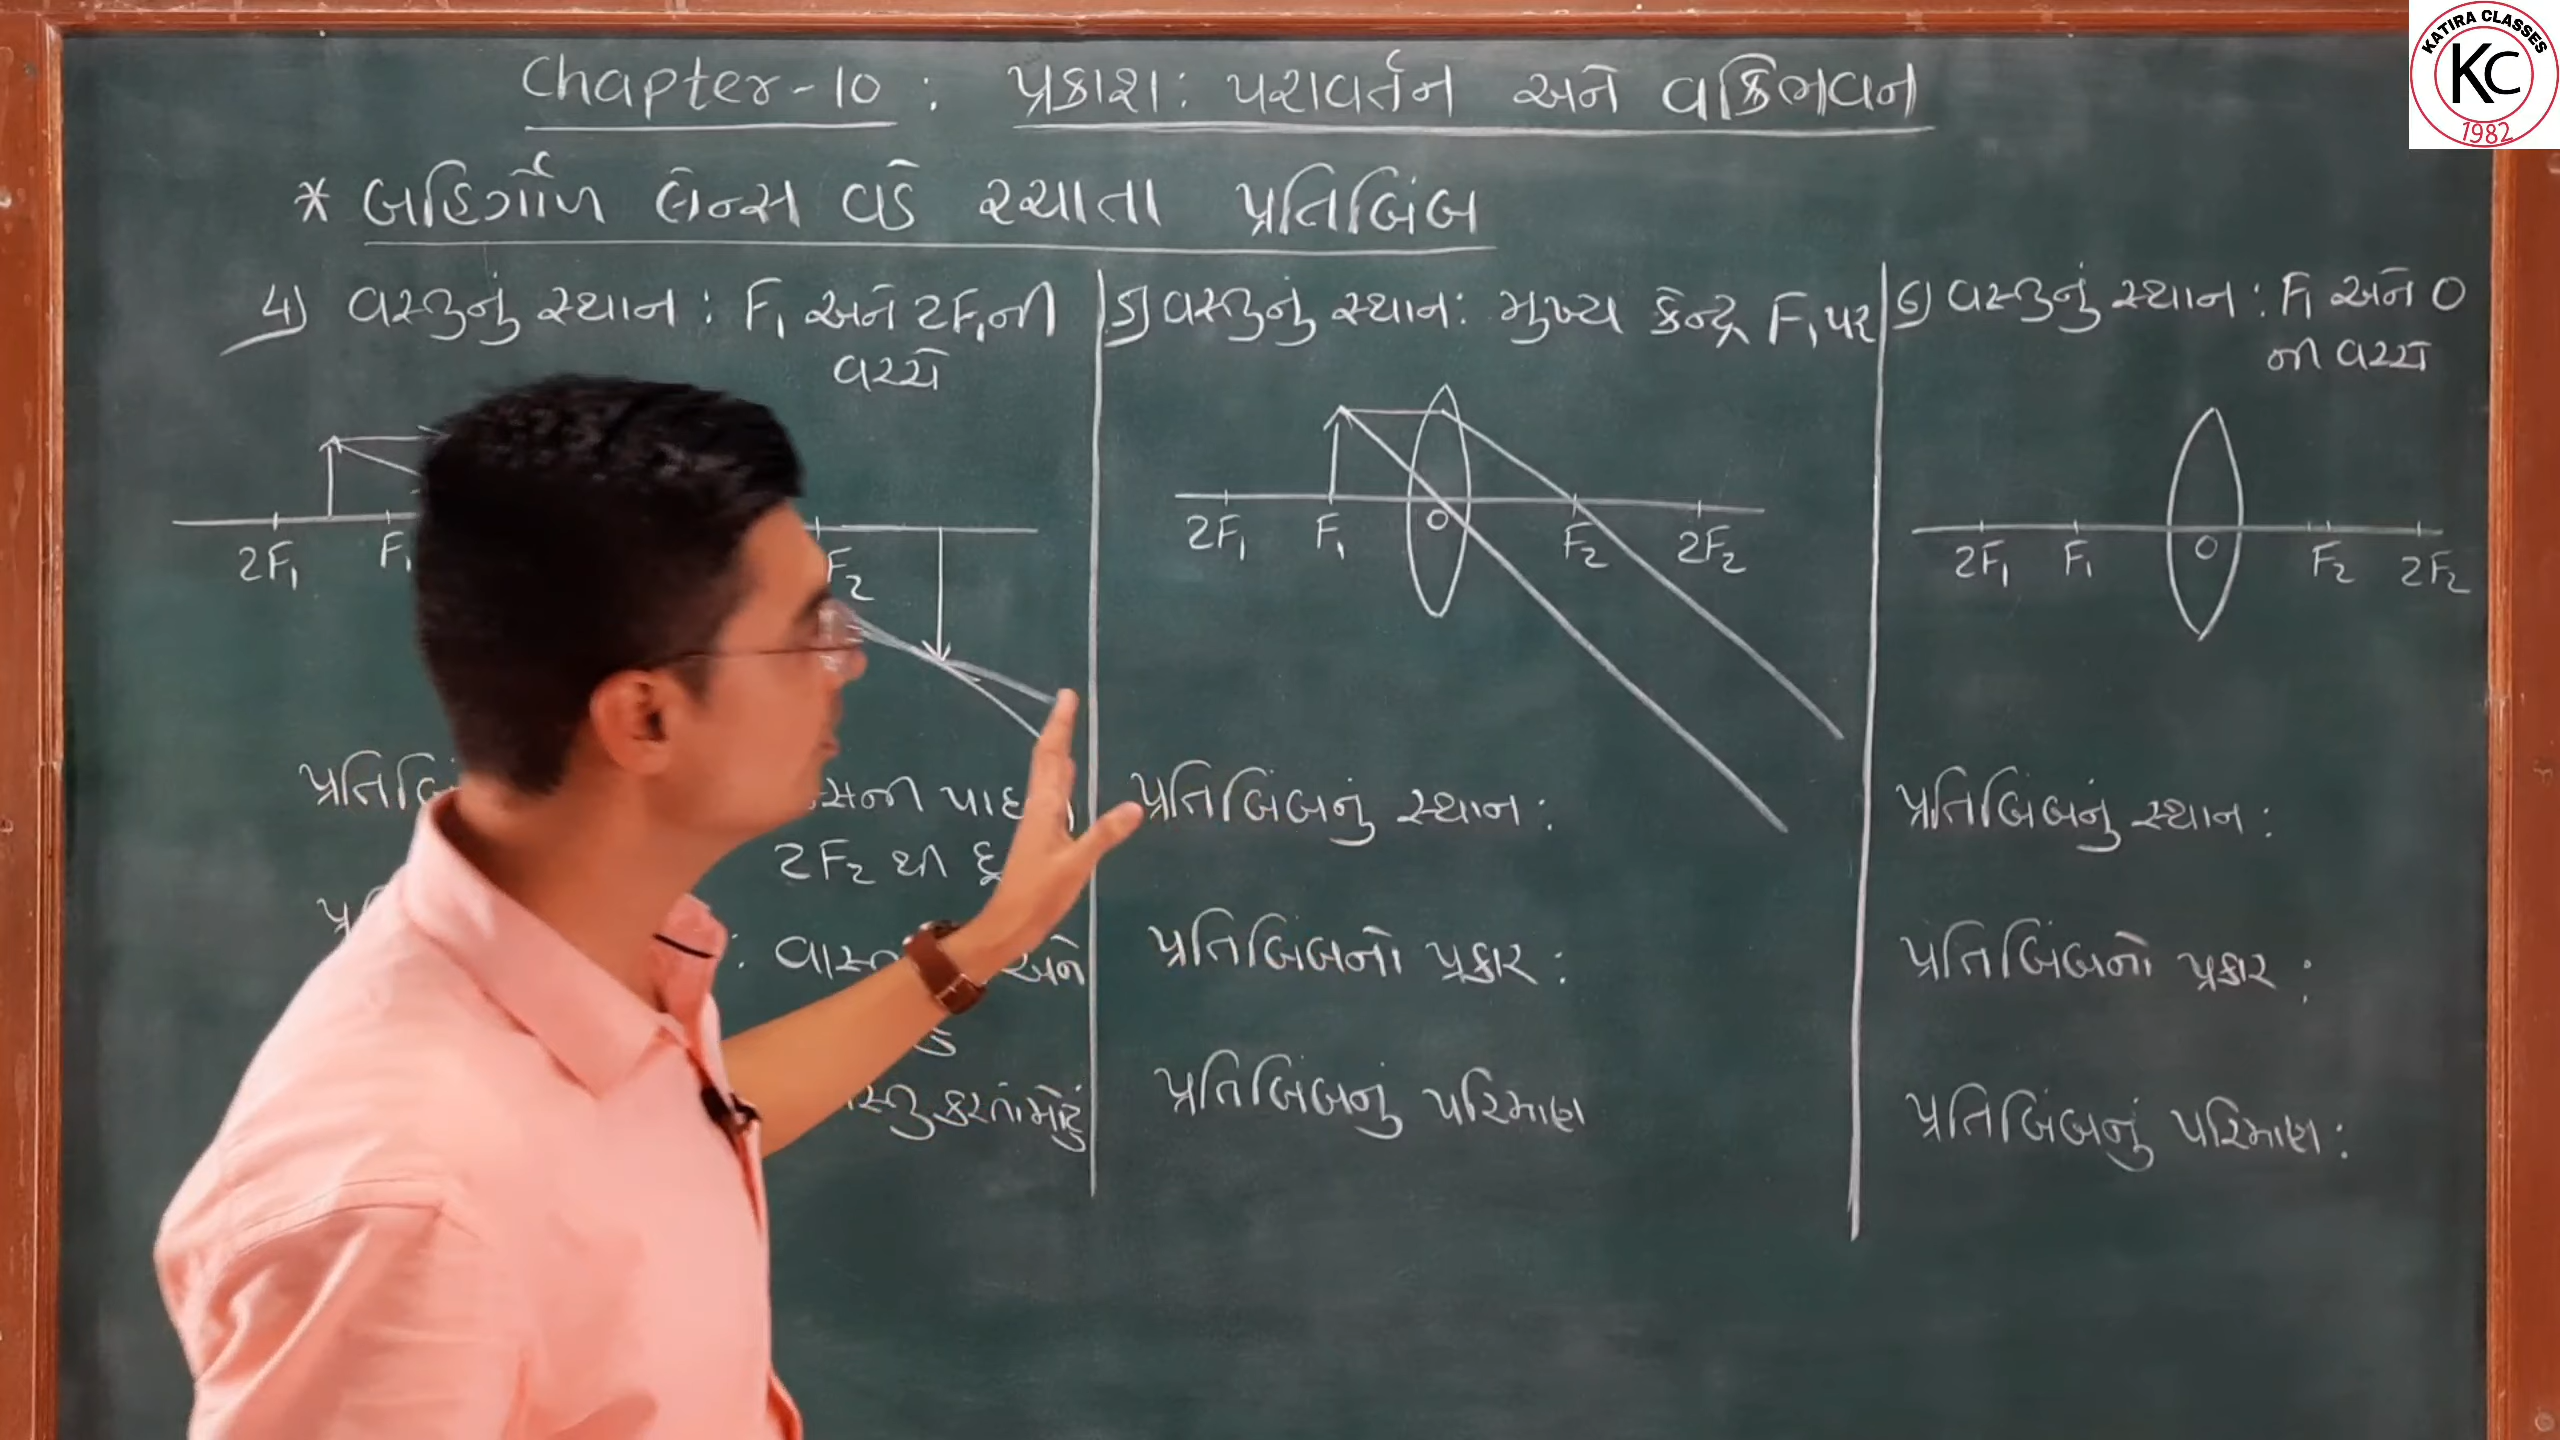 KATIRA CLASSES
KC
1982
Chapter-10 : પ્રકાશ: પરાવર્તન અને વક્રિભવન
* બહિર્ગોળ લેન્સ વડે રચાતા પ્રતિબિંબ
4) વસ્તુનું સ્થાન : F₁ અને 2F₁ની
વચ્ચે
2F₁ F₁ F₂
2F₂ થી
: અને
કરતાં મોટું
5) વસ્તુનું સ્થાન: મુખ્ય કેન્દ્ર F₁ પર
2F₁ F₁ O F₂ 2F₂
પ્રતિબિંબનું સ્થાન :
પ્રતિબિંબનો પ્રકાર :
પ્રતિબિંબનું પરિમાણ
6) વસ્તુનું સ્થાન : F₁ અને O
ની વચ્ચે
2F₁ F₁ O F₂ 2F₂
પ્રતિબિંબનું સ્થાન :
પ્રતિબિંબનો પ્રકાર :
પ્રતિબિંબનું પરિમાણ :